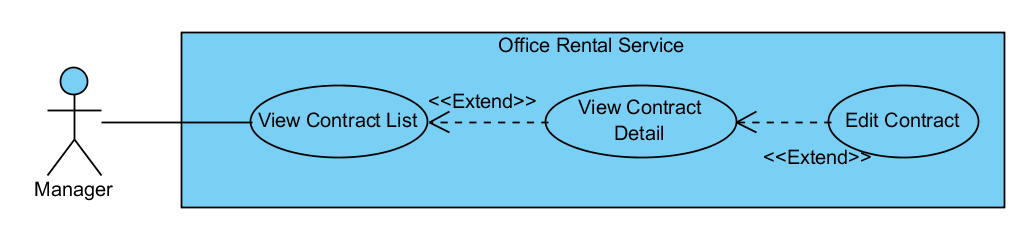 Office Rental Service
<<Extend>>
View Contract List
View Contract
Detail
Edit Contract
<<Extend>>
Manager